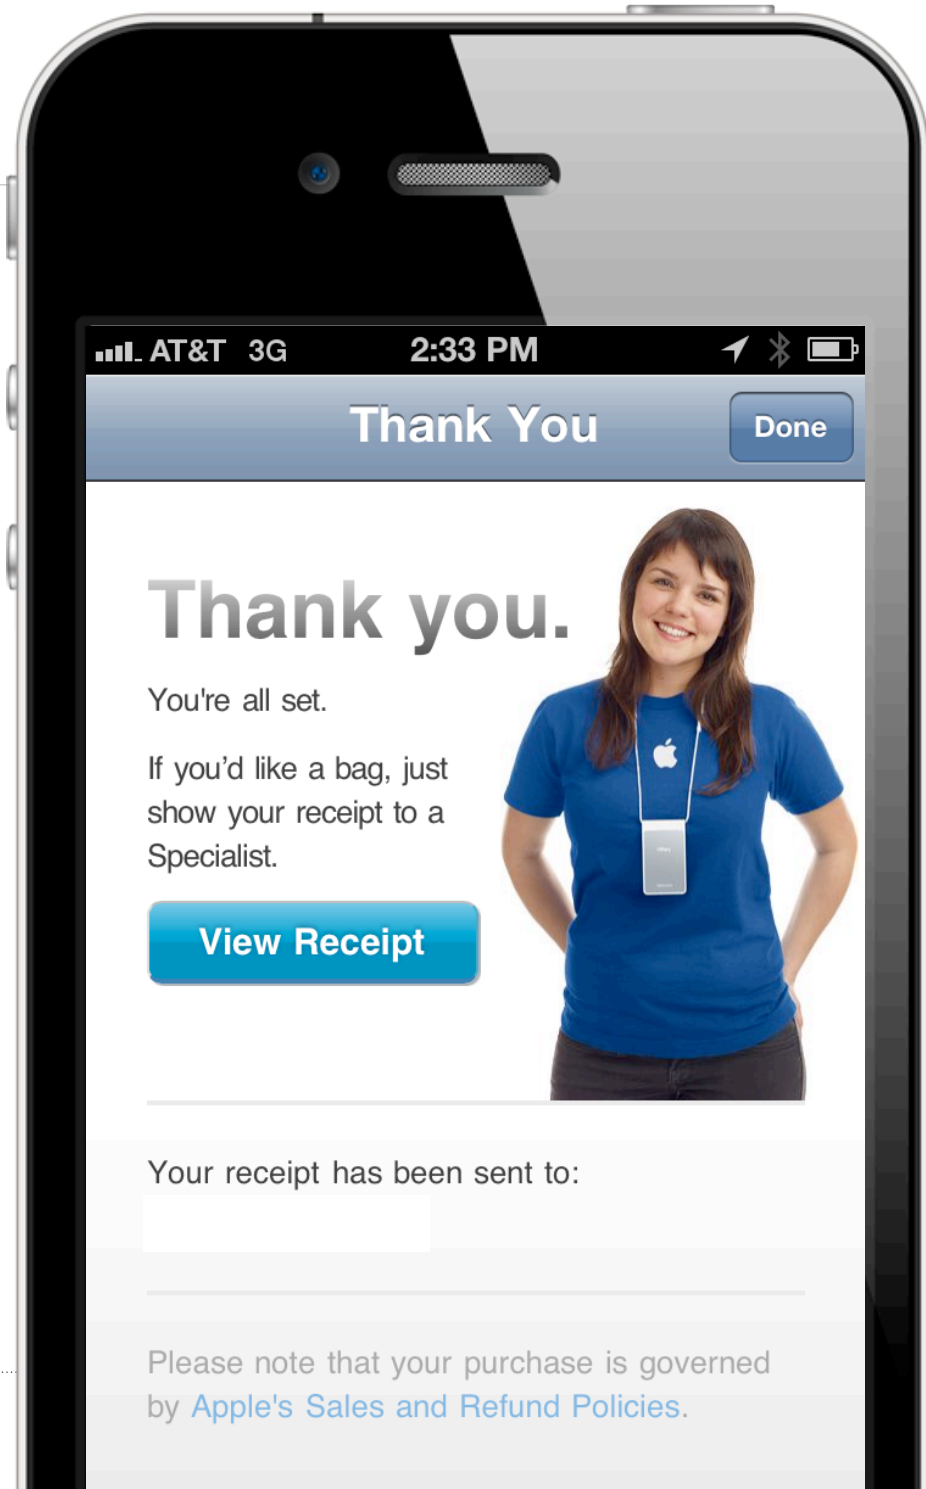 AT&T 3G 2:33 PM
Thank You
Done
Thank you.
You're all set.
If you’d like a bag, just
show your receipt to a
Specialist.
View Receipt
Your receipt has been sent to:
Please note that your purchase is governed
by Apple's Sales and Refund Policies.